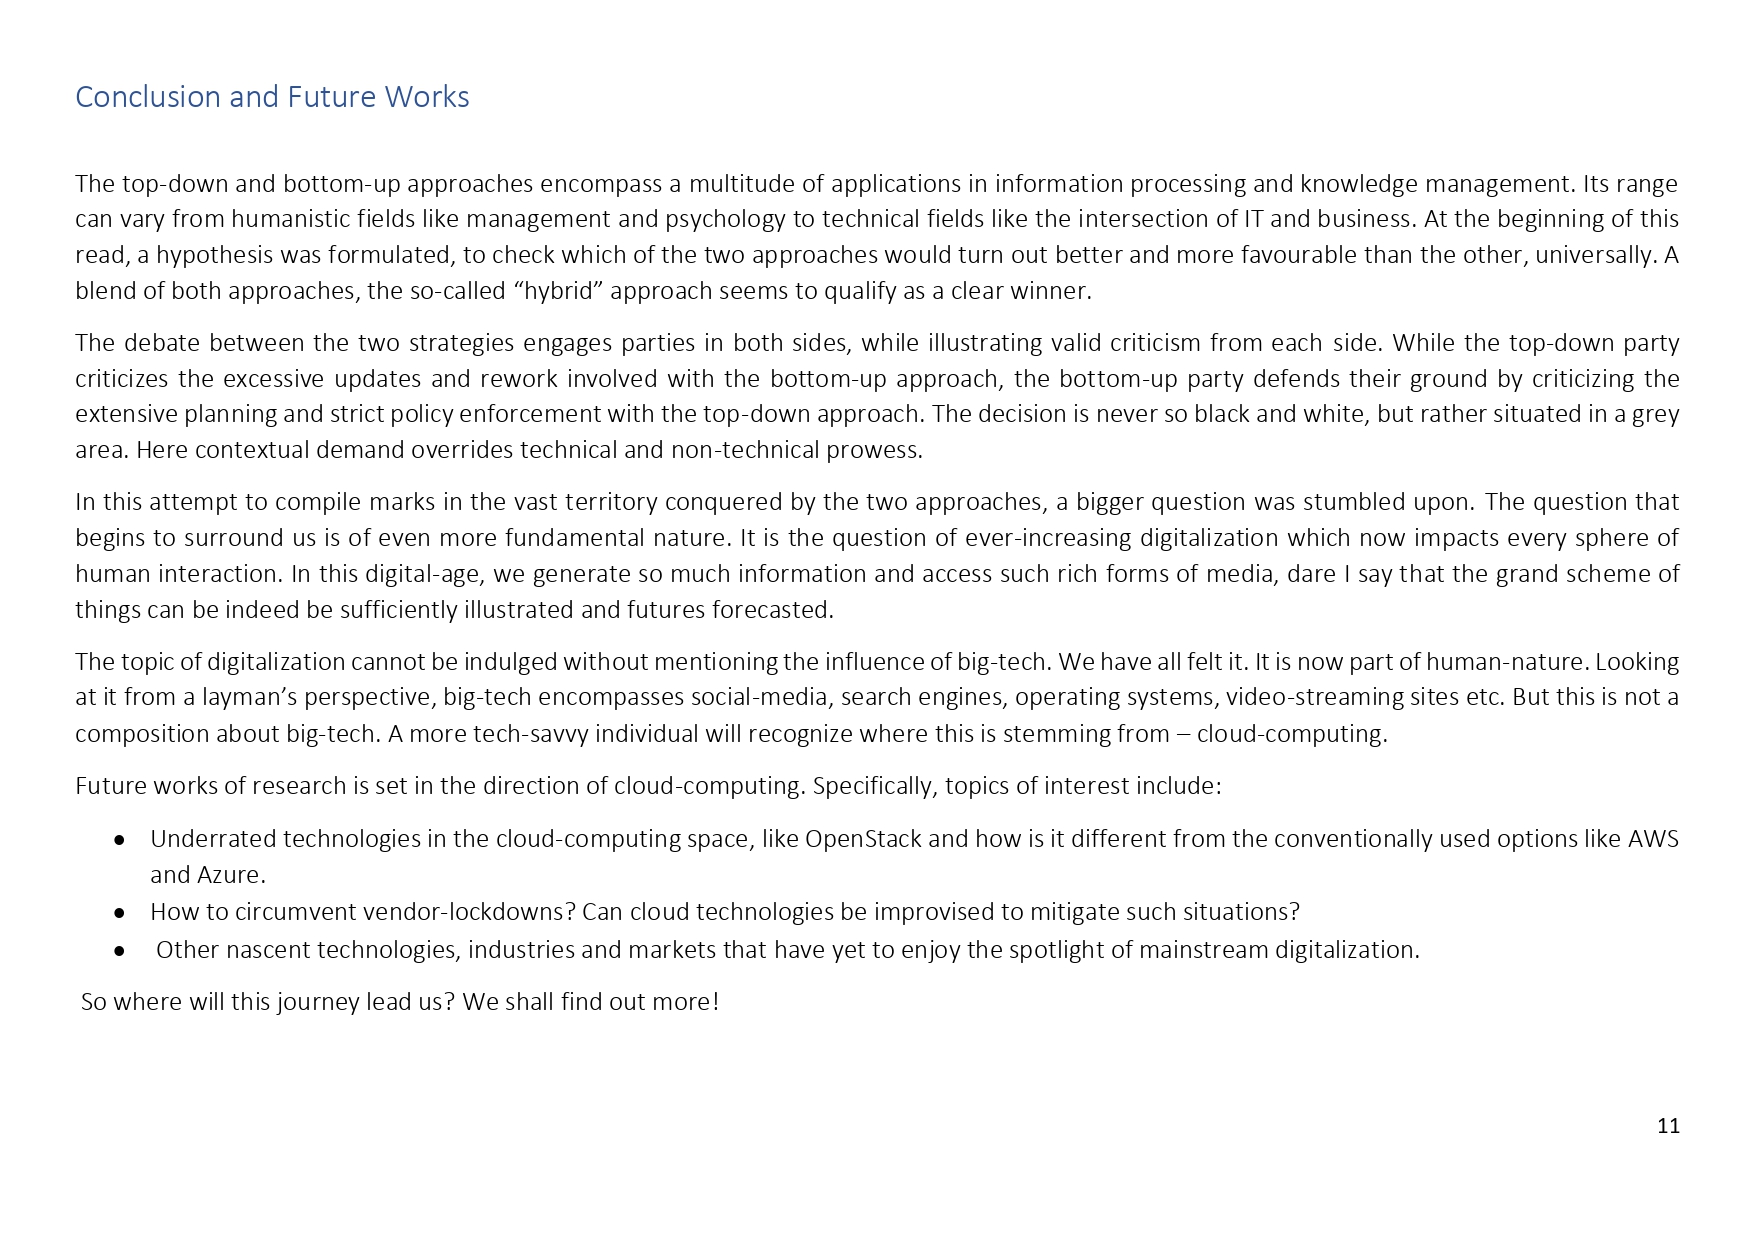 Conclusion and Future Works
The top-down and bottom-up approaches encompass a multitude of applications in information processing and knowledge management. Its range
can vary from humanistic fields like management and psychology to technical fields like the intersection of IT and business. At the beginning of this
read, a hypothesis was formulated, to check which of the two approaches would turn out better and more favourable than the other, universally. A
blend of both approaches, the so-called “hybrid” approach seems to qualify as a clear winner.
The debate between the two strategies engages parties in both sides, while illustrating valid criticism from each side. While the top-down party
criticizes the excessive updates and rework involved with the bottom-up approach, the bottom-up party defends their ground by criticizing the
extensive planning and strict policy enforcement with the top-down approach. The decision is never so black and white, but rather situated in a grey
area. Here contextual demand overrides technical and non-technical prowess.
In this attempt to compile marks in the vast territory conquered by the two approaches, a bigger question was stumbled upon. The question that
begins to surround us is of even more fundamental nature. It is the question of ever-increasing digitalization which now impacts every sphere of
human interaction. In this digital-age, we generate so much information and access such rich forms of media, dare I say that the grand scheme of
things can be indeed be sufficiently illustrated and futures forecasted.
The topic of digitalization cannot be indulged without mentioning the influence of big-tech. We have all felt it. It is now part of human-nature. Looking
at it from a layman’s perspective, big-tech encompasses social-media, search engines, operating systems, video-streaming sites etc. But this is not a
composition about big-tech. A more tech-savvy individual will recognize where this is stemming from – cloud-computing.
Future works of research is set in the direction of cloud-computing. Specifically, topics of interest include:
● Underrated technologies in the cloud-computing space, like OpenStack and how is it different from the conventionally used options like AWS
and Azure.
● How to circumvent vendor-lockdowns? Can cloud technologies be improvised to mitigate such situations?
● Other nascent technologies, industries and markets that have yet to enjoy the spotlight of mainstream digitalization.
So where will this journey lead us? We shall find out more!
11